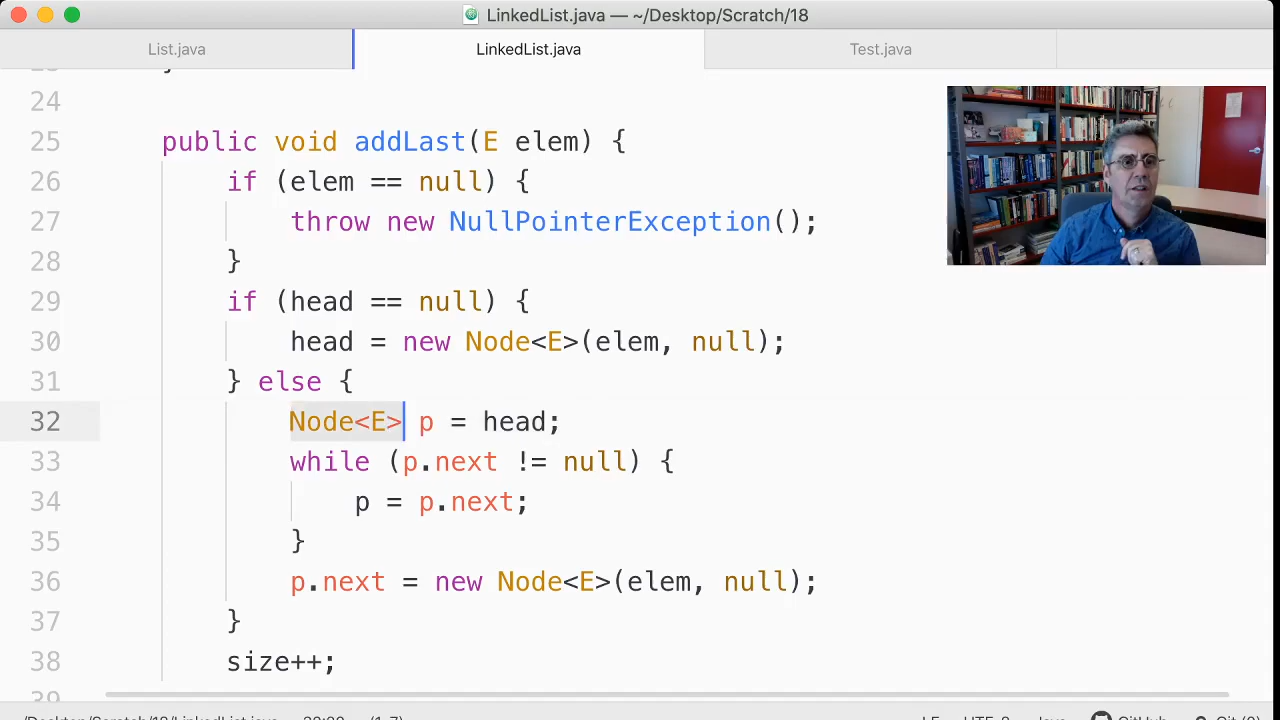 LinkedList.java — ~/Desktop/Scratch/18
List.java
LinkedList.java
Test.java
24
25 public void addLast(E elem) {
26 if (elem == null) {
27 throw new NullPointerException();
28 }
29 if (head == null) {
30 head = new Node<E>(elem, null);
31 } else {
32 Node<E> p = head;
33 while (p.next != null) {
34 p = p.next;
35 }
36 p.next = new Node<E>(elem, null);
37 }
38 size++;